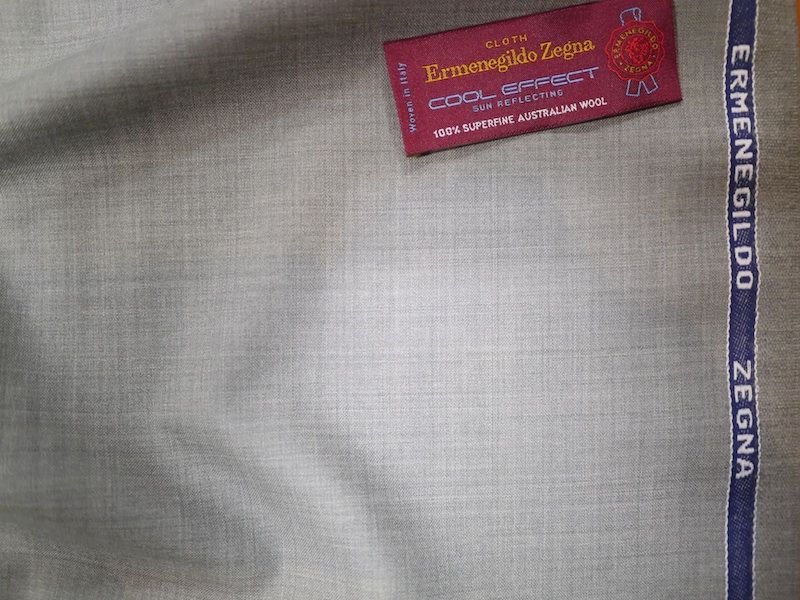 CLOTH
Ermenegildo Zegna
COOL EFFECT
SUN REFLECTING
100% SUPERFINE AUSTRALIAN WOOL
Woven in Italy
ERMENEGILDO
ZEGNA
ERMENEGILDO ZEGNA